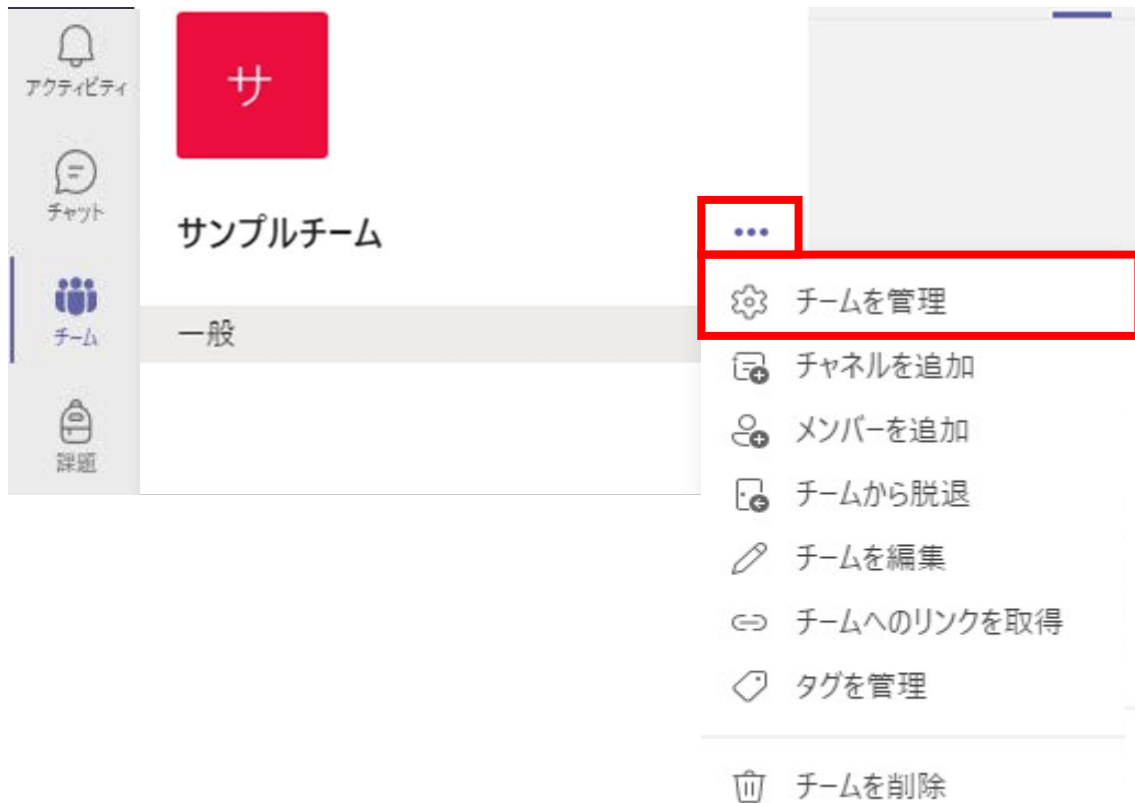 アクティビティ
チャット
チーム
課題
サ
サンプルチーム
一般
チームを管理
チャネルを追加
メンバーを追加
チームから脱退
チームを編集
チームへのリンクを取得
タグを管理
チームを削除